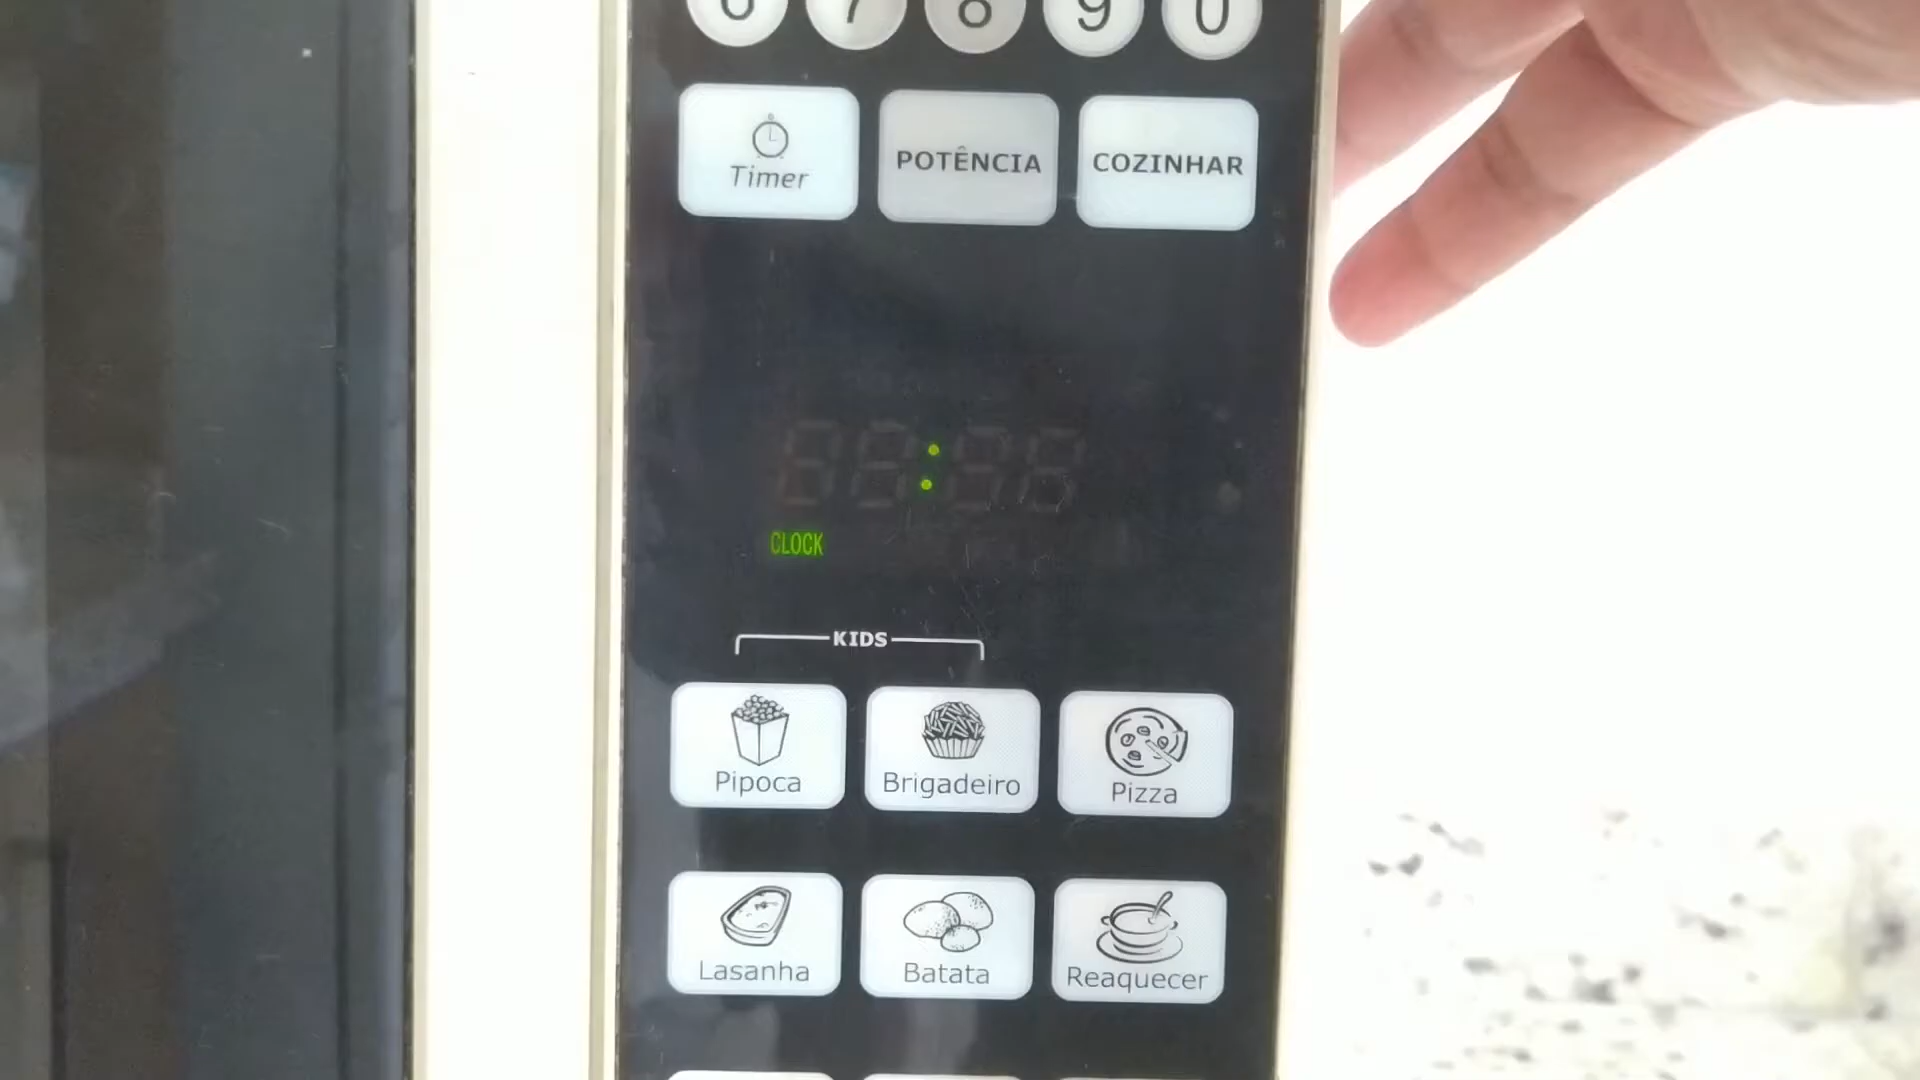 6 7 8 9 0
Timer POTÊNCIA COZINHAR
:
CLOCK
KIDS
Pipoca Brigadeiro Pizza
Lasanha Batata Reaquecer